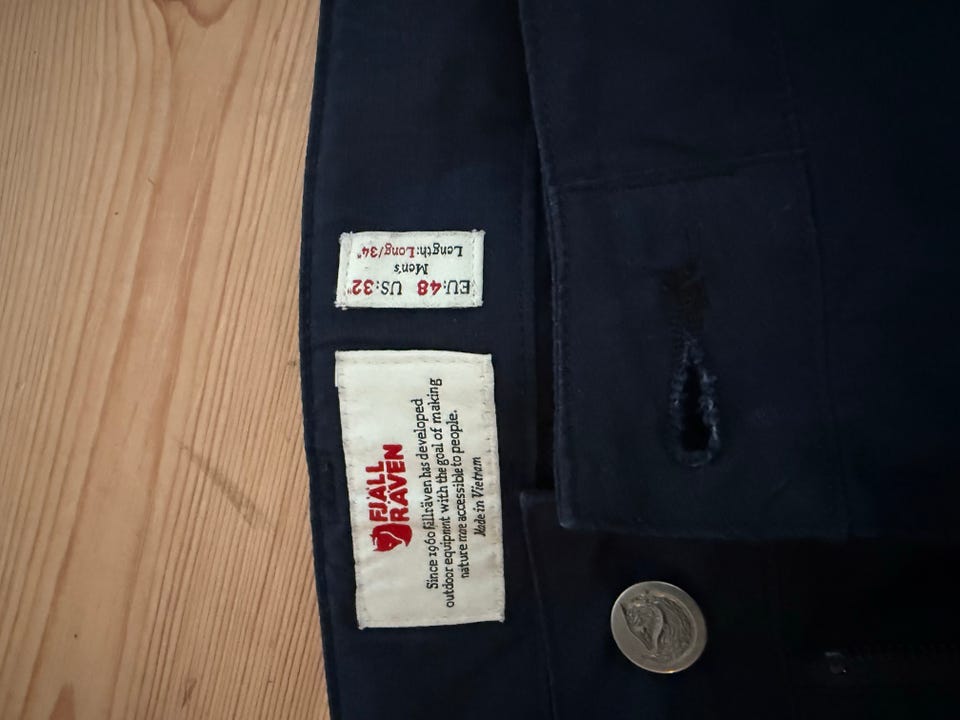 EU:48 US:32"
Men's
Length:Long/34"
FJÄLL
RÄVEN
Since 1960 fjällräven has developed
outdoor equipment with the goal of making
nature more accessible to people.
Made in Vietnam